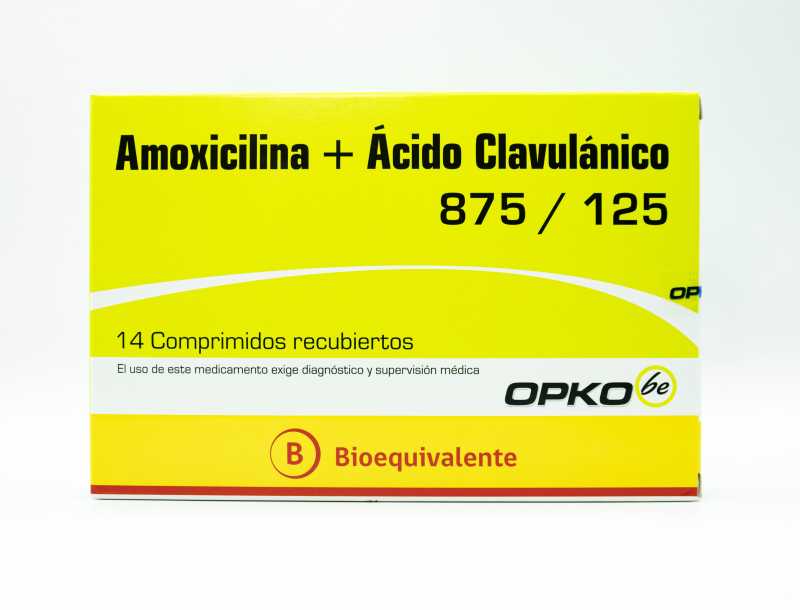 Amoxicilina + Ácido Clavulánico
875 / 125
OP
14 Comprimidos recubiertos
El uso de este medicamento exige diagnóstico y supervisión médica
OPKO be
B Bioequivalente